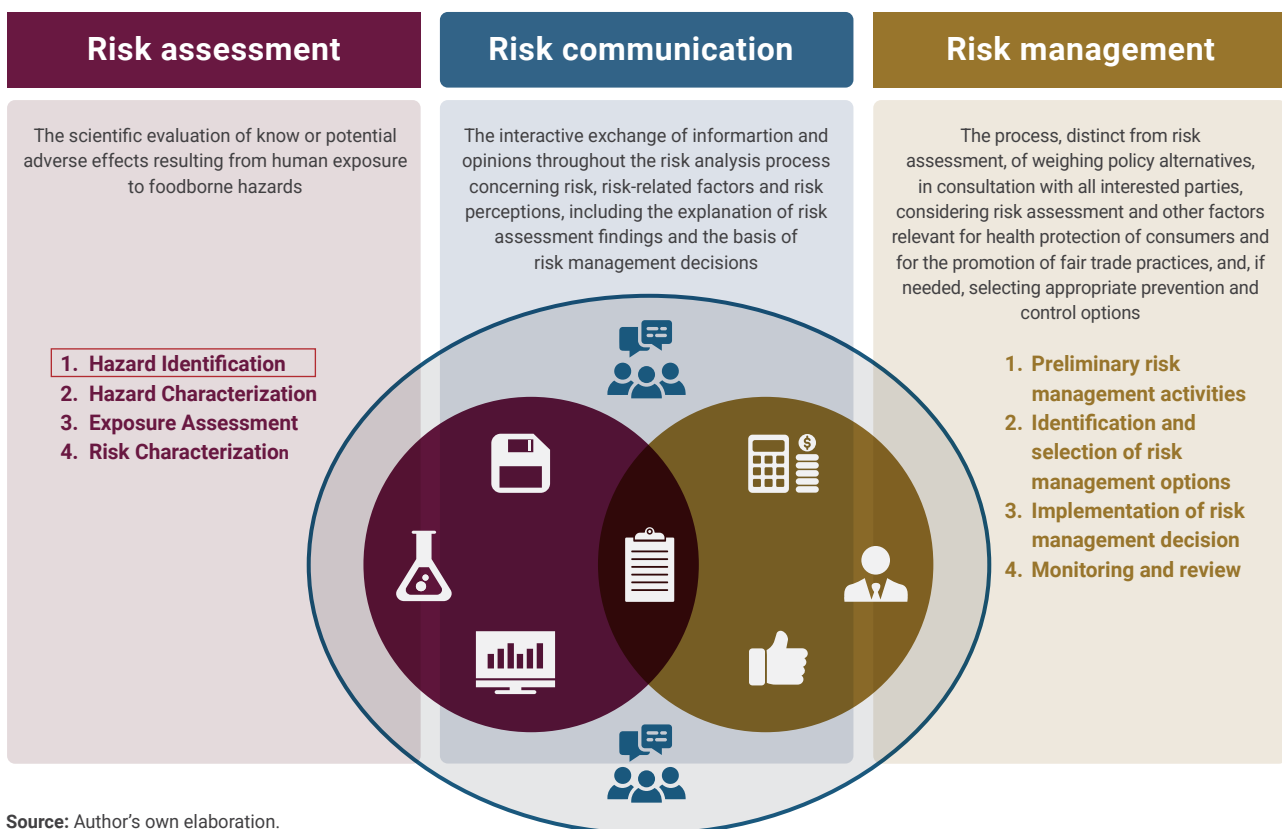 Risk assessment
The scientific evaluation of know or potential
adverse effects resulting from human exposure
to foodborne hazards
1. Hazard Identification
2. Hazard Characterization
3. Exposure Assessment
4. Risk Characterization
Risk communication
The interactive exchange of informartion and
opinions throughout the risk analysis process
concerning risk, risk-related factors and risk
perceptions, including the explanation of risk
assessment findings and the basis of
risk management decisions
Risk management
The process, distinct from risk
assessment, of weighing policy alternatives,
in consultation with all interested parties,
considering risk assessment and other factors
relevant for health protection of consumers and
for the promotion of fair trade practices, and, if
needed, selecting appropriate prevention and
control options
1. Preliminary risk
management activities
2. Identification and
selection of risk
management options
3. Implementation of risk
management decision
4. Monitoring and review
$
Source: Author's own elaboration.